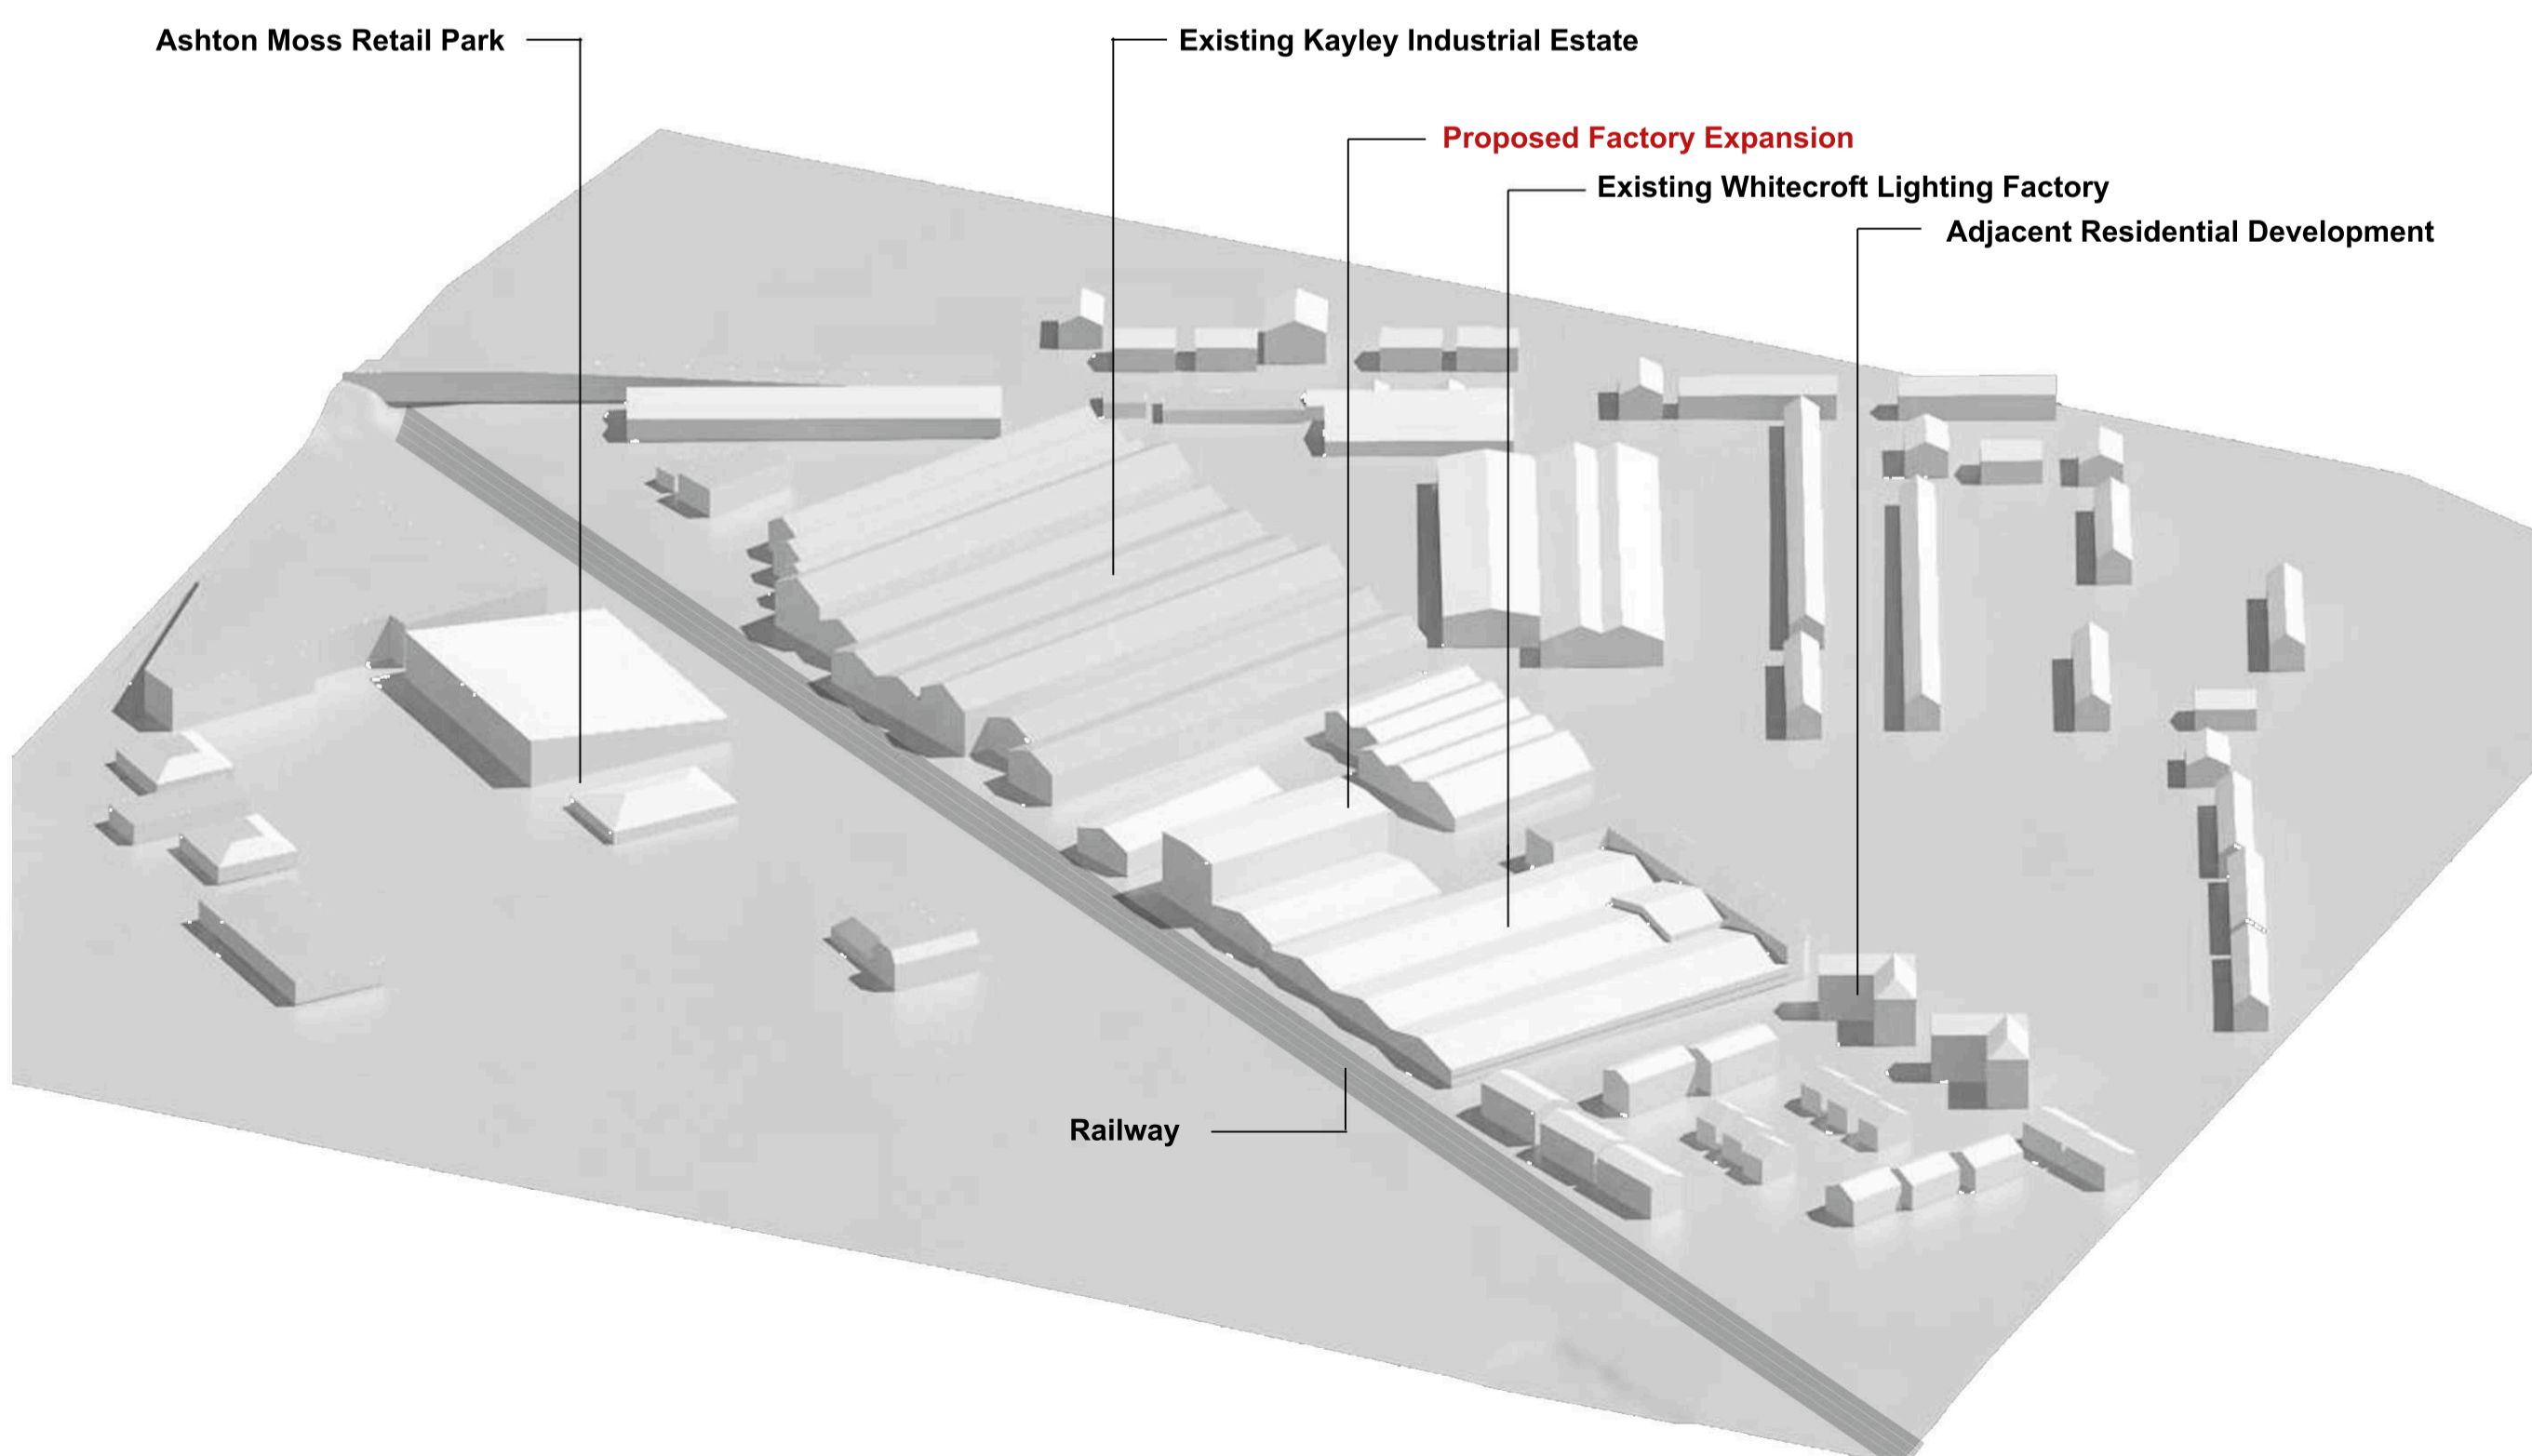 Ashton Moss Retail Park
Existing Kayley Industrial Estate
Proposed Factory Expansion
Existing Whitecroft Lighting Factory
Adjacent Residential Development
Railway